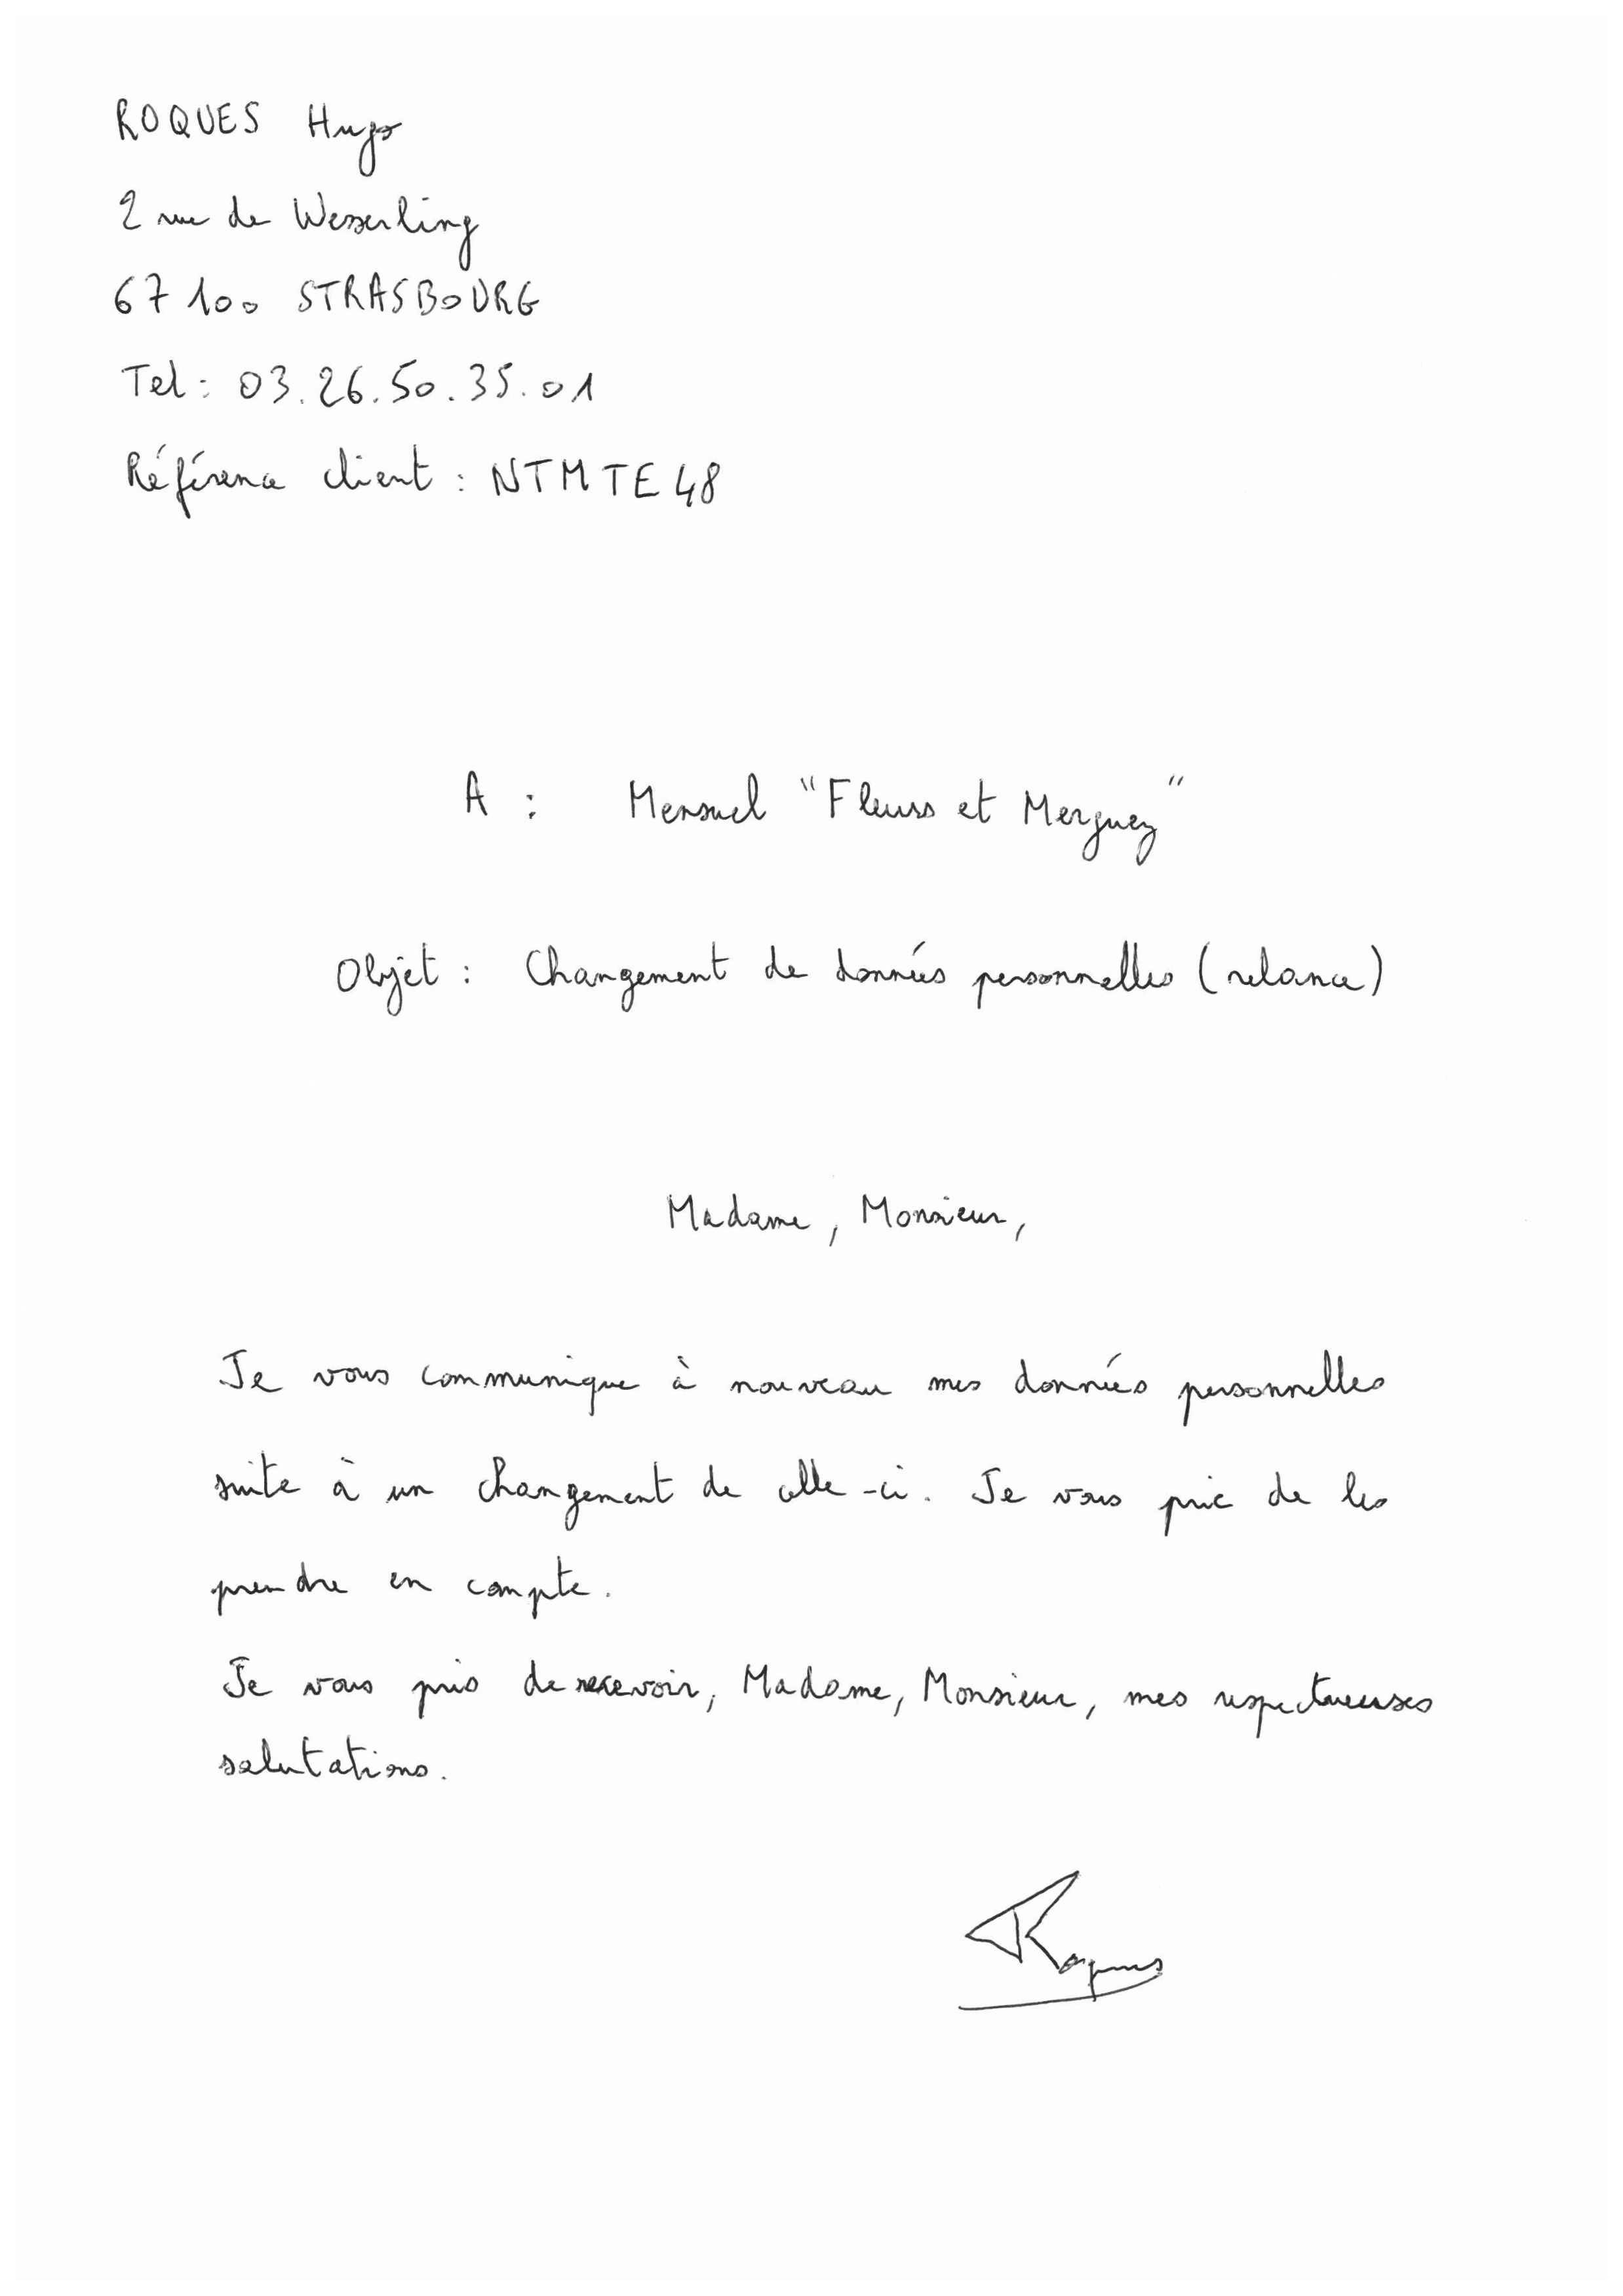 ROQUES Hugo
2 rue de Wesserling
67100 STRASBOURG
Tel : 03.26.50.35.01
Référence client : NTMTE48
A : Mensuel "Fleurs et Merguez"
Objet : Changement de données personnelles (relance)
Madame, Monsieur,
Je vous communique à nouveau mes données personnelles
suite à un changement de celle-ci. Je vous prie de les
prendre en compte.
Je vous pris de recevoir, Madame, Monsieur, mes respectueuses
salutations.
Roques